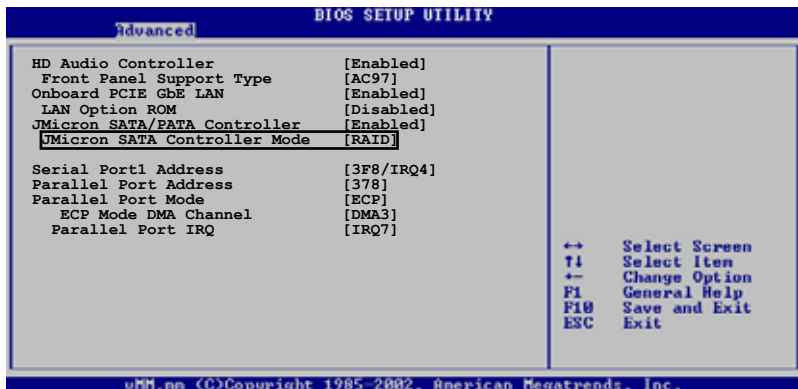 BIOS SETUP UTILITY
Advanced
HD Audio Controller [Enabled]
Front Panel Support Type [AC97]
Onboard PCIE GbE LAN [Enabled]
LAN Option ROM [Disabled]
JMicron SATA/PATA Controller [Enabled]
JMicron SATA Controller Mode [RAID]
Serial Port1 Address [3F8/IRQ4]
Parallel Port Address [378]
Parallel Port Mode [ECP]
ECP Mode DMA Channel [DMA3]
Parallel Port IRQ [IRQ7]
↔ Select Screen
↑↓ Select Item
+- Change Option
F1 General Help
F10 Save and Exit
ESC Exit
vMM.mm (C)Copyright 1985-2002, American Megatrends, Inc.